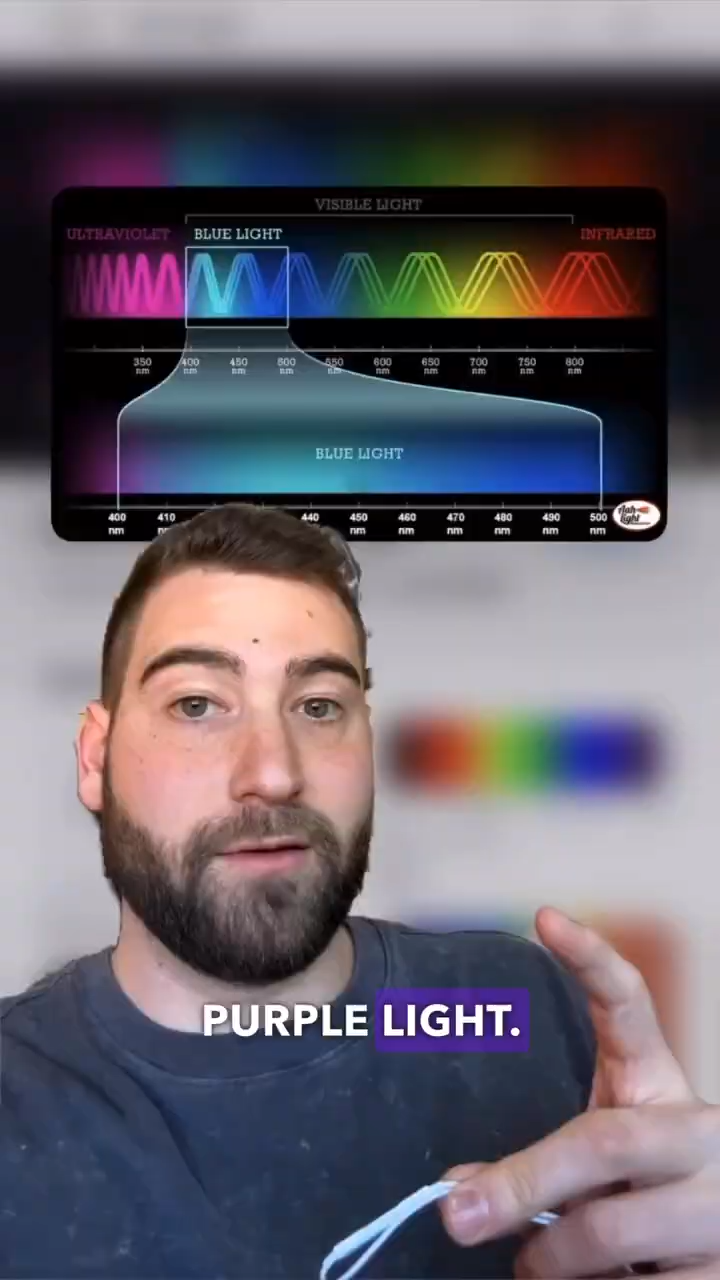 VISIBLE LIGHT
ULTRAVIOLET BLUE LIGHT INFRARED
350 400 450 500 550 600 650 700 750 800
nm nm nm nm nm nm nm nm nm nm
BLUE LIGHT
400 410 440 450 460 470 480 490 500
nm nm nm nm nm nm nm nm
light
PURPLE LIGHT.